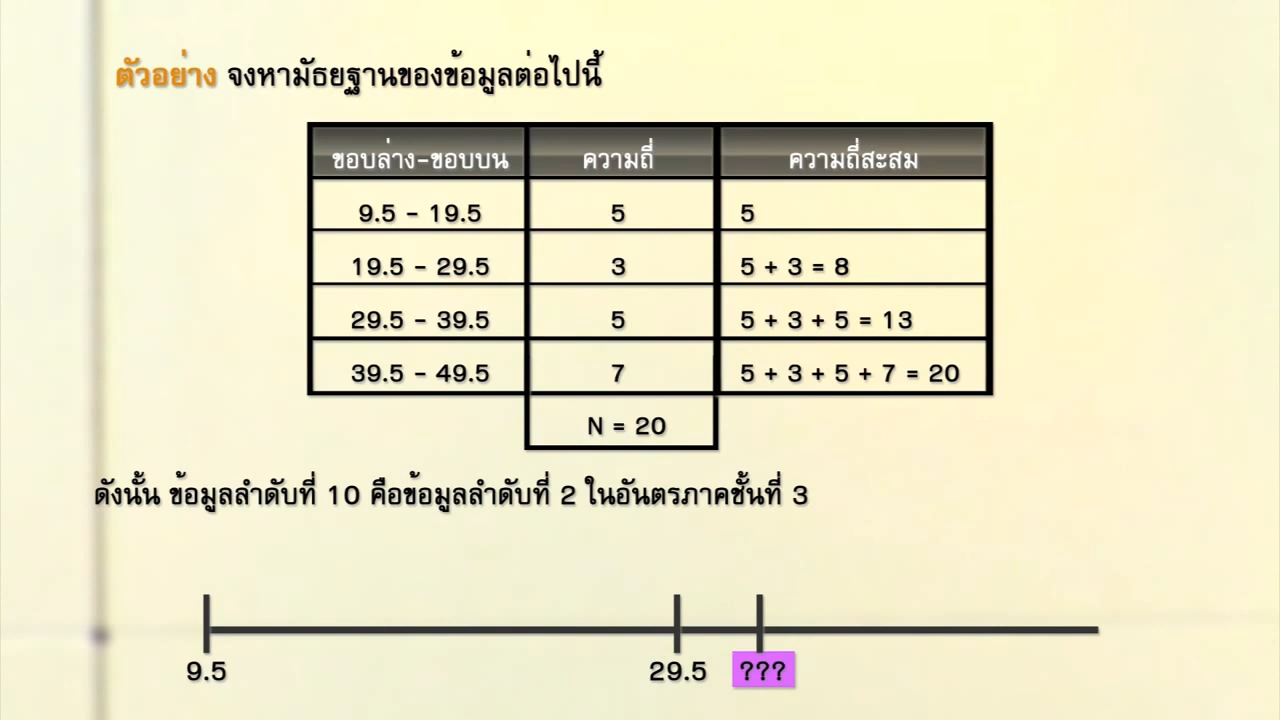 ตัวอย่าง จงหามัธยฐานของข้อมูลต่อไปนี้
ขอบล่าง-ขอบบน ความถี่ ความถี่สะสม
9.5 - 19.5 5 5
19.5 - 29.5 3 5 + 3 = 8
29.5 - 39.5 5 5 + 3 + 5 = 13
39.5 - 49.5 7 5 + 3 + 5 + 7 = 20
N = 20
ดังนั้น ข้อมูลลำดับที่ 10 คือข้อมูลลำดับที่ 2 ในอันตรภาคชั้นที่ 3
9.5 29.5 ???